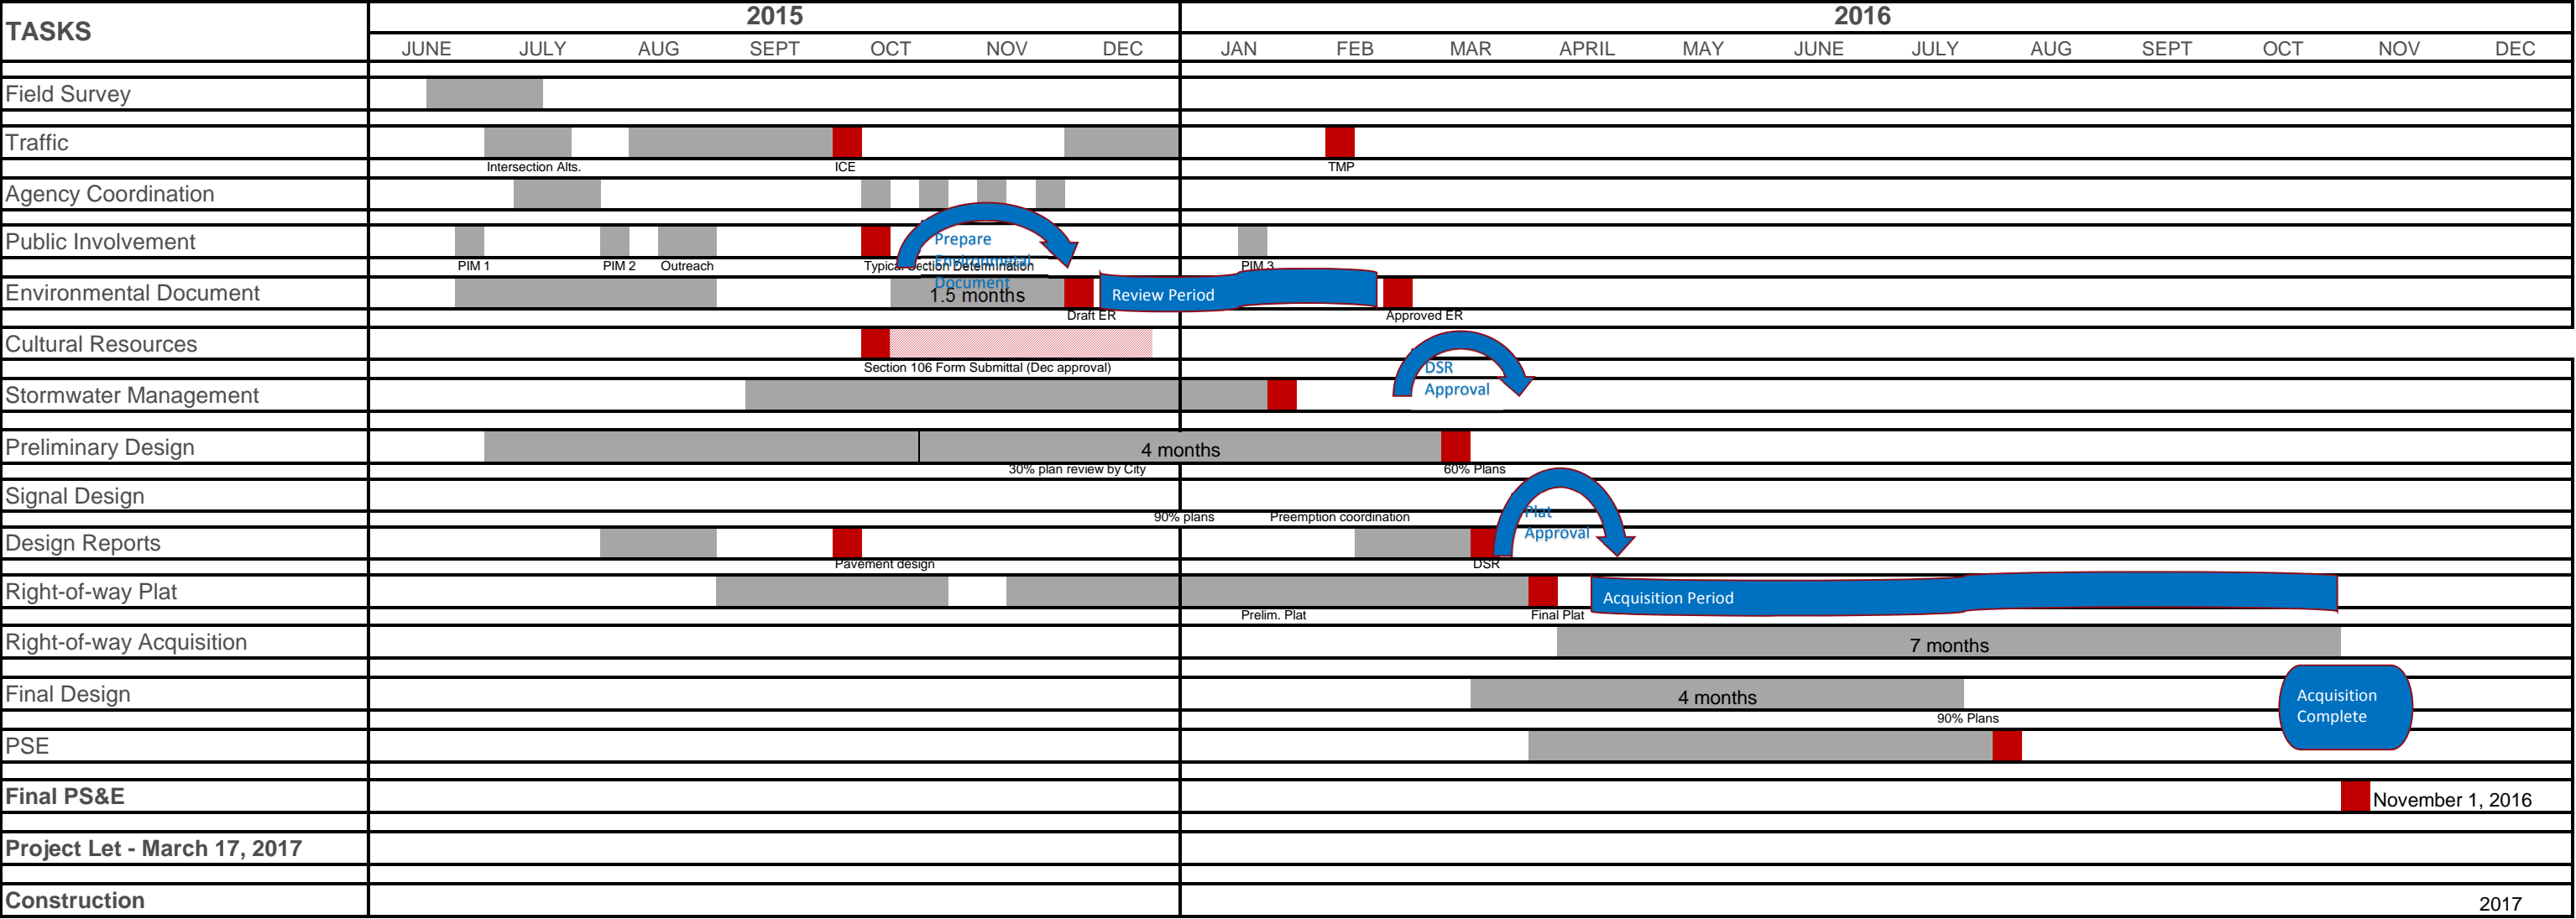 TASKS
2015
2016
JUNE JULY AUG SEPT OCT NOV DEC JAN FEB MAR APRIL MAY JUNE JULY AUG SEPT OCT NOV DEC
Field Survey
Traffic
Intersection Alts. ICE TMP
Agency Coordination
Public Involvement
Prepare
Environmetal
Document
PIM 1 PIM 2 Outreach Typical Section Determination PIM 3
Environmental Document
1.5 months
Review Period
Draft ER Approved ER
Cultural Resources
Section 106 Form Submittal (Dec approval)
DSR
Approval
Stormwater Management
Preliminary Design
4 months
30% plan review by City 60% Plans
Signal Design
90% plans Preemption coordination
Plat
Approval
Design Reports
Pavement design DSR
Right-of-way Plat
Acquisition Period
Prelim. Plat Final Plat
Right-of-way Acquisition
7 months
Final Design
4 months
Acquisition
Complete
90% Plans
PSE
Final PS&E
November 1, 2016
Project Let - March 17, 2017
Construction
2017